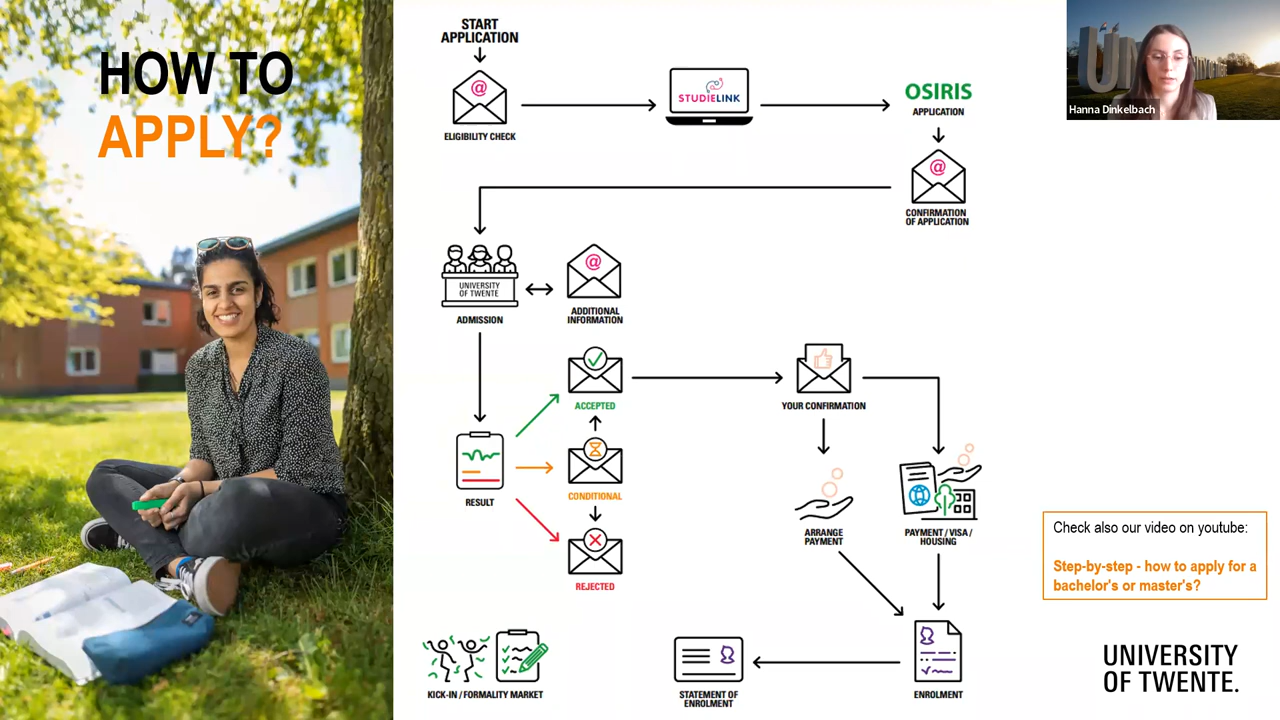 HOW TO
APPLY?
START
APPLICATION
@
ELIGIBILITY CHECK
STUDIELINK
OSIRIS
APPLICATION
@
CONFIRMATION
OF APPLICATION
UNIVERSITY
OF TWENTE
ADMISSION
@
ADDITIONAL
INFORMATION
ACCEPTED
YOUR CONFIRMATION
RESULT
CONDITIONAL
REJECTED
ARRANGE
PAYMENT
PAYMENT / VISA /
HOUSING
KICK-IN / FORMALITY MARKET
STATEMENT OF
ENROLMENT
ENROLMENT
Hanna Dinkelbach
Check also our video on youtube:
Step-by-step - how to apply for a
bachelor's or master's?
UNIVERSITY
OF TWENTE.